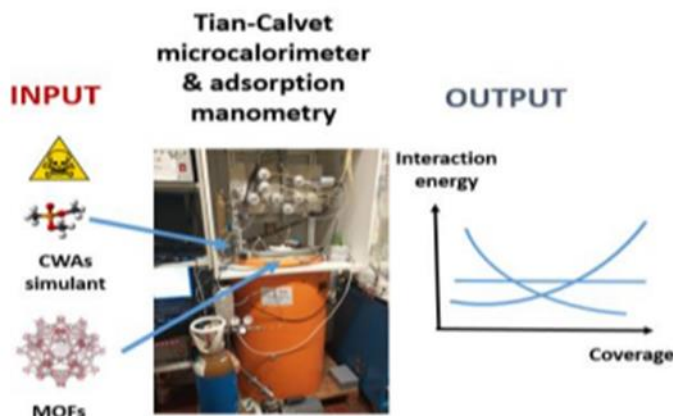 Tian-Calvet
microcalorimeter
& adsorption
manometry
INPUT
OUTPUT
CWAs
simulant
MOFs
Interaction
energy
Coverage